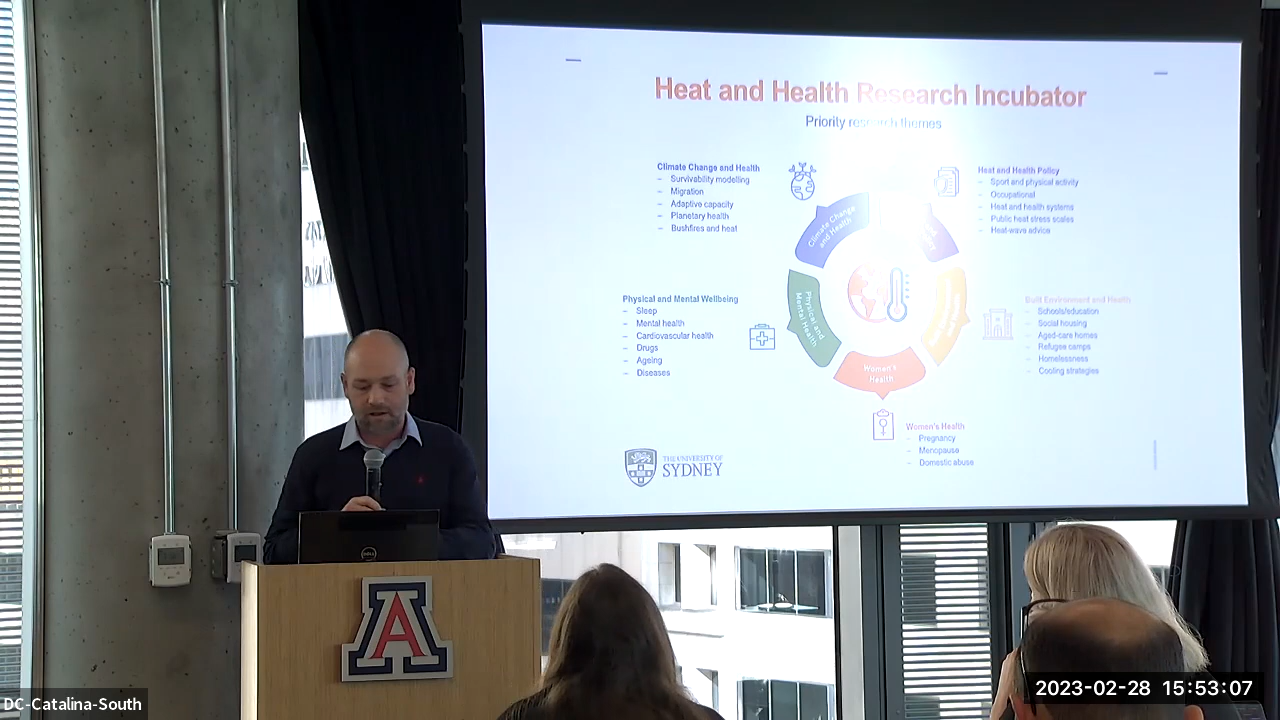 Heat and Health Research Incubator
Priority research themes
Climate Change and Health
– Survivability modelling
– Migration
– Adaptive capacity
– Planetary health
– Bushfires and heat
Heat and Health Policy
– Sport and physical activity
– Occupational
– Heat and health systems
– Public heat stress scales
– Heat-wave advice
Climate Change
and Health
Physical and
Mental Health
Women's
Health
Physical and Mental Wellbeing
– Sleep
– Mental health
– Cardiovascular health
– Drugs
– Ageing
– Diseases
Built Environment and Health
– Schools/education
– Social housing
– Aged-care homes
– Refugee camps
– Homelessness
– Cooling strategies
Women's Health
– Pregnancy
– Menopause
– Domestic abuse
THE UNIVERSITY OF
SYDNEY
DELL
A
DC-Catalina-South
2023-02-28 15:53:07